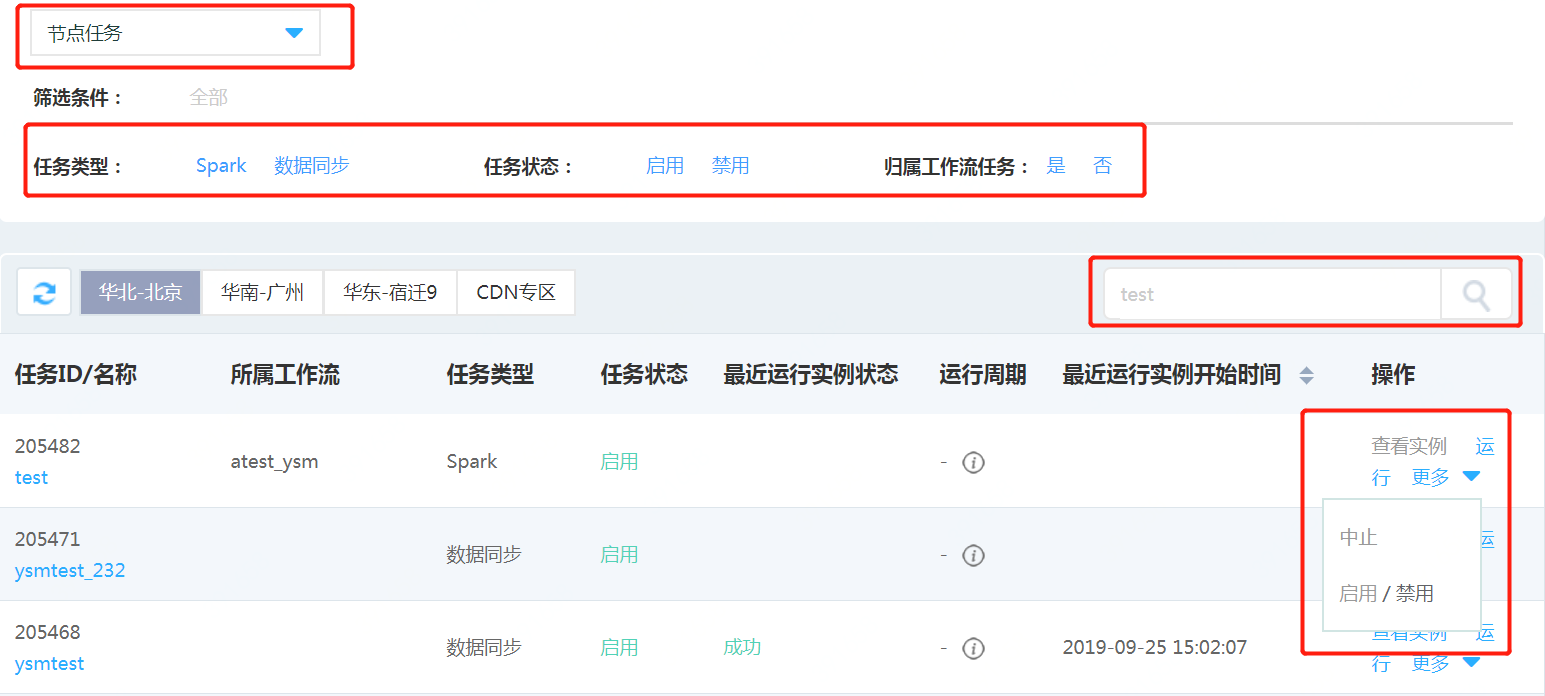 节点任务
筛选条件： 全部
任务类型： Spark 数据同步 任务状态： 启用 禁用 归属工作流任务： 是 否
华北-北京 华南-广州 华东-宿迁9 CDN专区 test
任务ID/名称 所属工作流 任务类型 任务状态 最近运行实例状态 运行周期 最近运行实例开始时间 操作
205482
test
atest_ysm Spark 启用 -
查看实例 运
行 更多
中止
启用 / 禁用
205471
ysmtest_232
数据同步 启用 -
运
205468
ysmtest
数据同步 启用 成功 - 2019-09-25 15:02:07
查看实例 运
行 更多